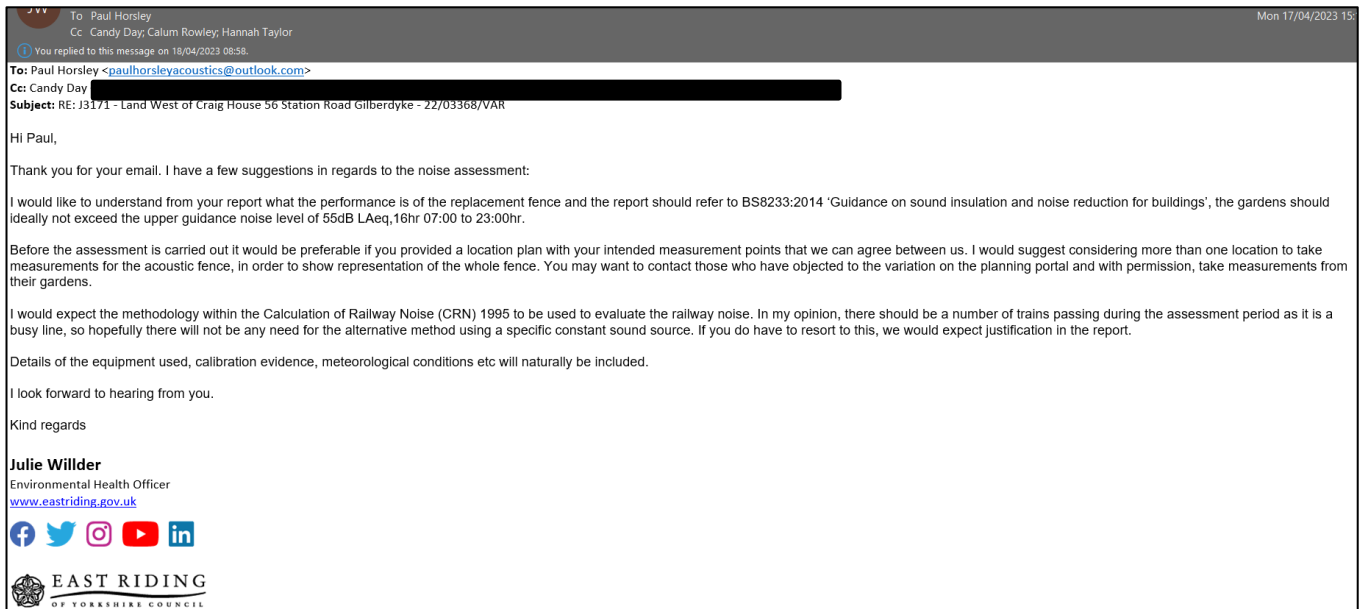 JW
To Paul Horsley
Mon 17/04/2023 15:
Cc Candy Day; Calum Rowley; Hannah Taylor
You replied to this message on 18/04/2023 08:58.
To: Paul Horsley <paulhorsleyacoustics@outlook.com>
Cc: Candy Day
Subject: RE: J3171 - Land West of Craig House 56 Station Road Gilberdyke - 22/03368/VAR
Hi Paul,
Thank you for your email. I have a few suggestions in regards to the noise assessment:
I would like to understand from your report what the performance is of the replacement fence and the report should refer to BS8233:2014 ‘Guidance on sound insulation and noise reduction for buildings’, the gardens should
ideally not exceed the upper guidance noise level of 55dB LAeq,16hr 07:00 to 23:00hr.
Before the assessment is carried out it would be preferable if you provided a location plan with your intended measurement points that we can agree between us. I would suggest considering more than one location to take
measurements for the acoustic fence, in order to show representation of the whole fence. You may want to contact those who have objected to the variation on the planning portal and with permission, take measurements from
their gardens.
I would expect the methodology within the Calculation of Railway Noise (CRN) 1995 to be used to evaluate the railway noise. In my opinion, there should be a number of trains passing during the assessment period as it is a
busy line, so hopefully there will not be any need for the alternative method using a specific constant sound source. If you do have to resort to this, we would expect justification in the report.
Details of the equipment used, calibration evidence, meteorological conditions etc will naturally be included.
I look forward to hearing from you.
Kind regards
Julie Willder
Environmental Health Officer
www.eastriding.gov.uk
EAST RIDING
OF YORKSHIRE COUNCIL